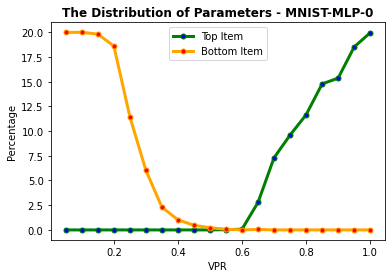 The Distribution of Parameters - MNIST-MLP-0
Top Item
Bottom Item
Percentage
20.0
17.5
15.0
12.5
10.0
7.5
5.0
2.5
0.0
0.2 0.4 0.6 0.8 1.0
VPR